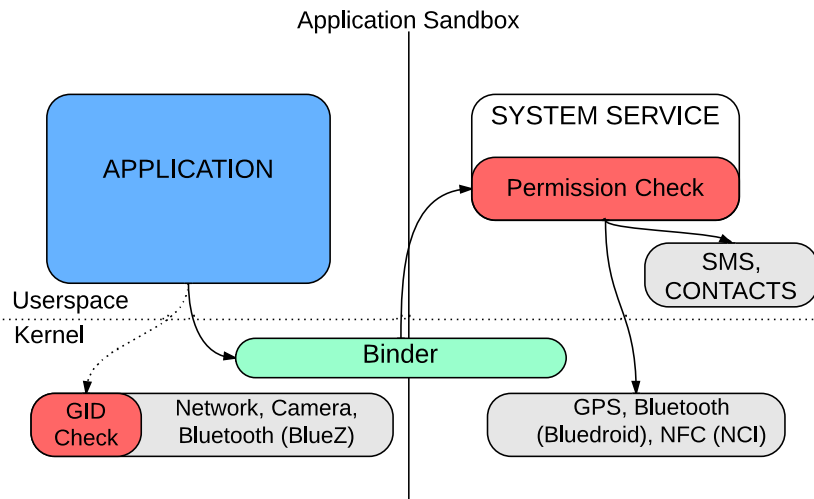 Application Sandbox
APPLICATION
SYSTEM SERVICE
Permission Check
SMS,
CONTACTS
Userspace
Kernel
Binder
GID
Check
Network, Camera,
Bluetooth (BlueZ)
GPS, Bluetooth
(Bluedroid), NFC (NCI)